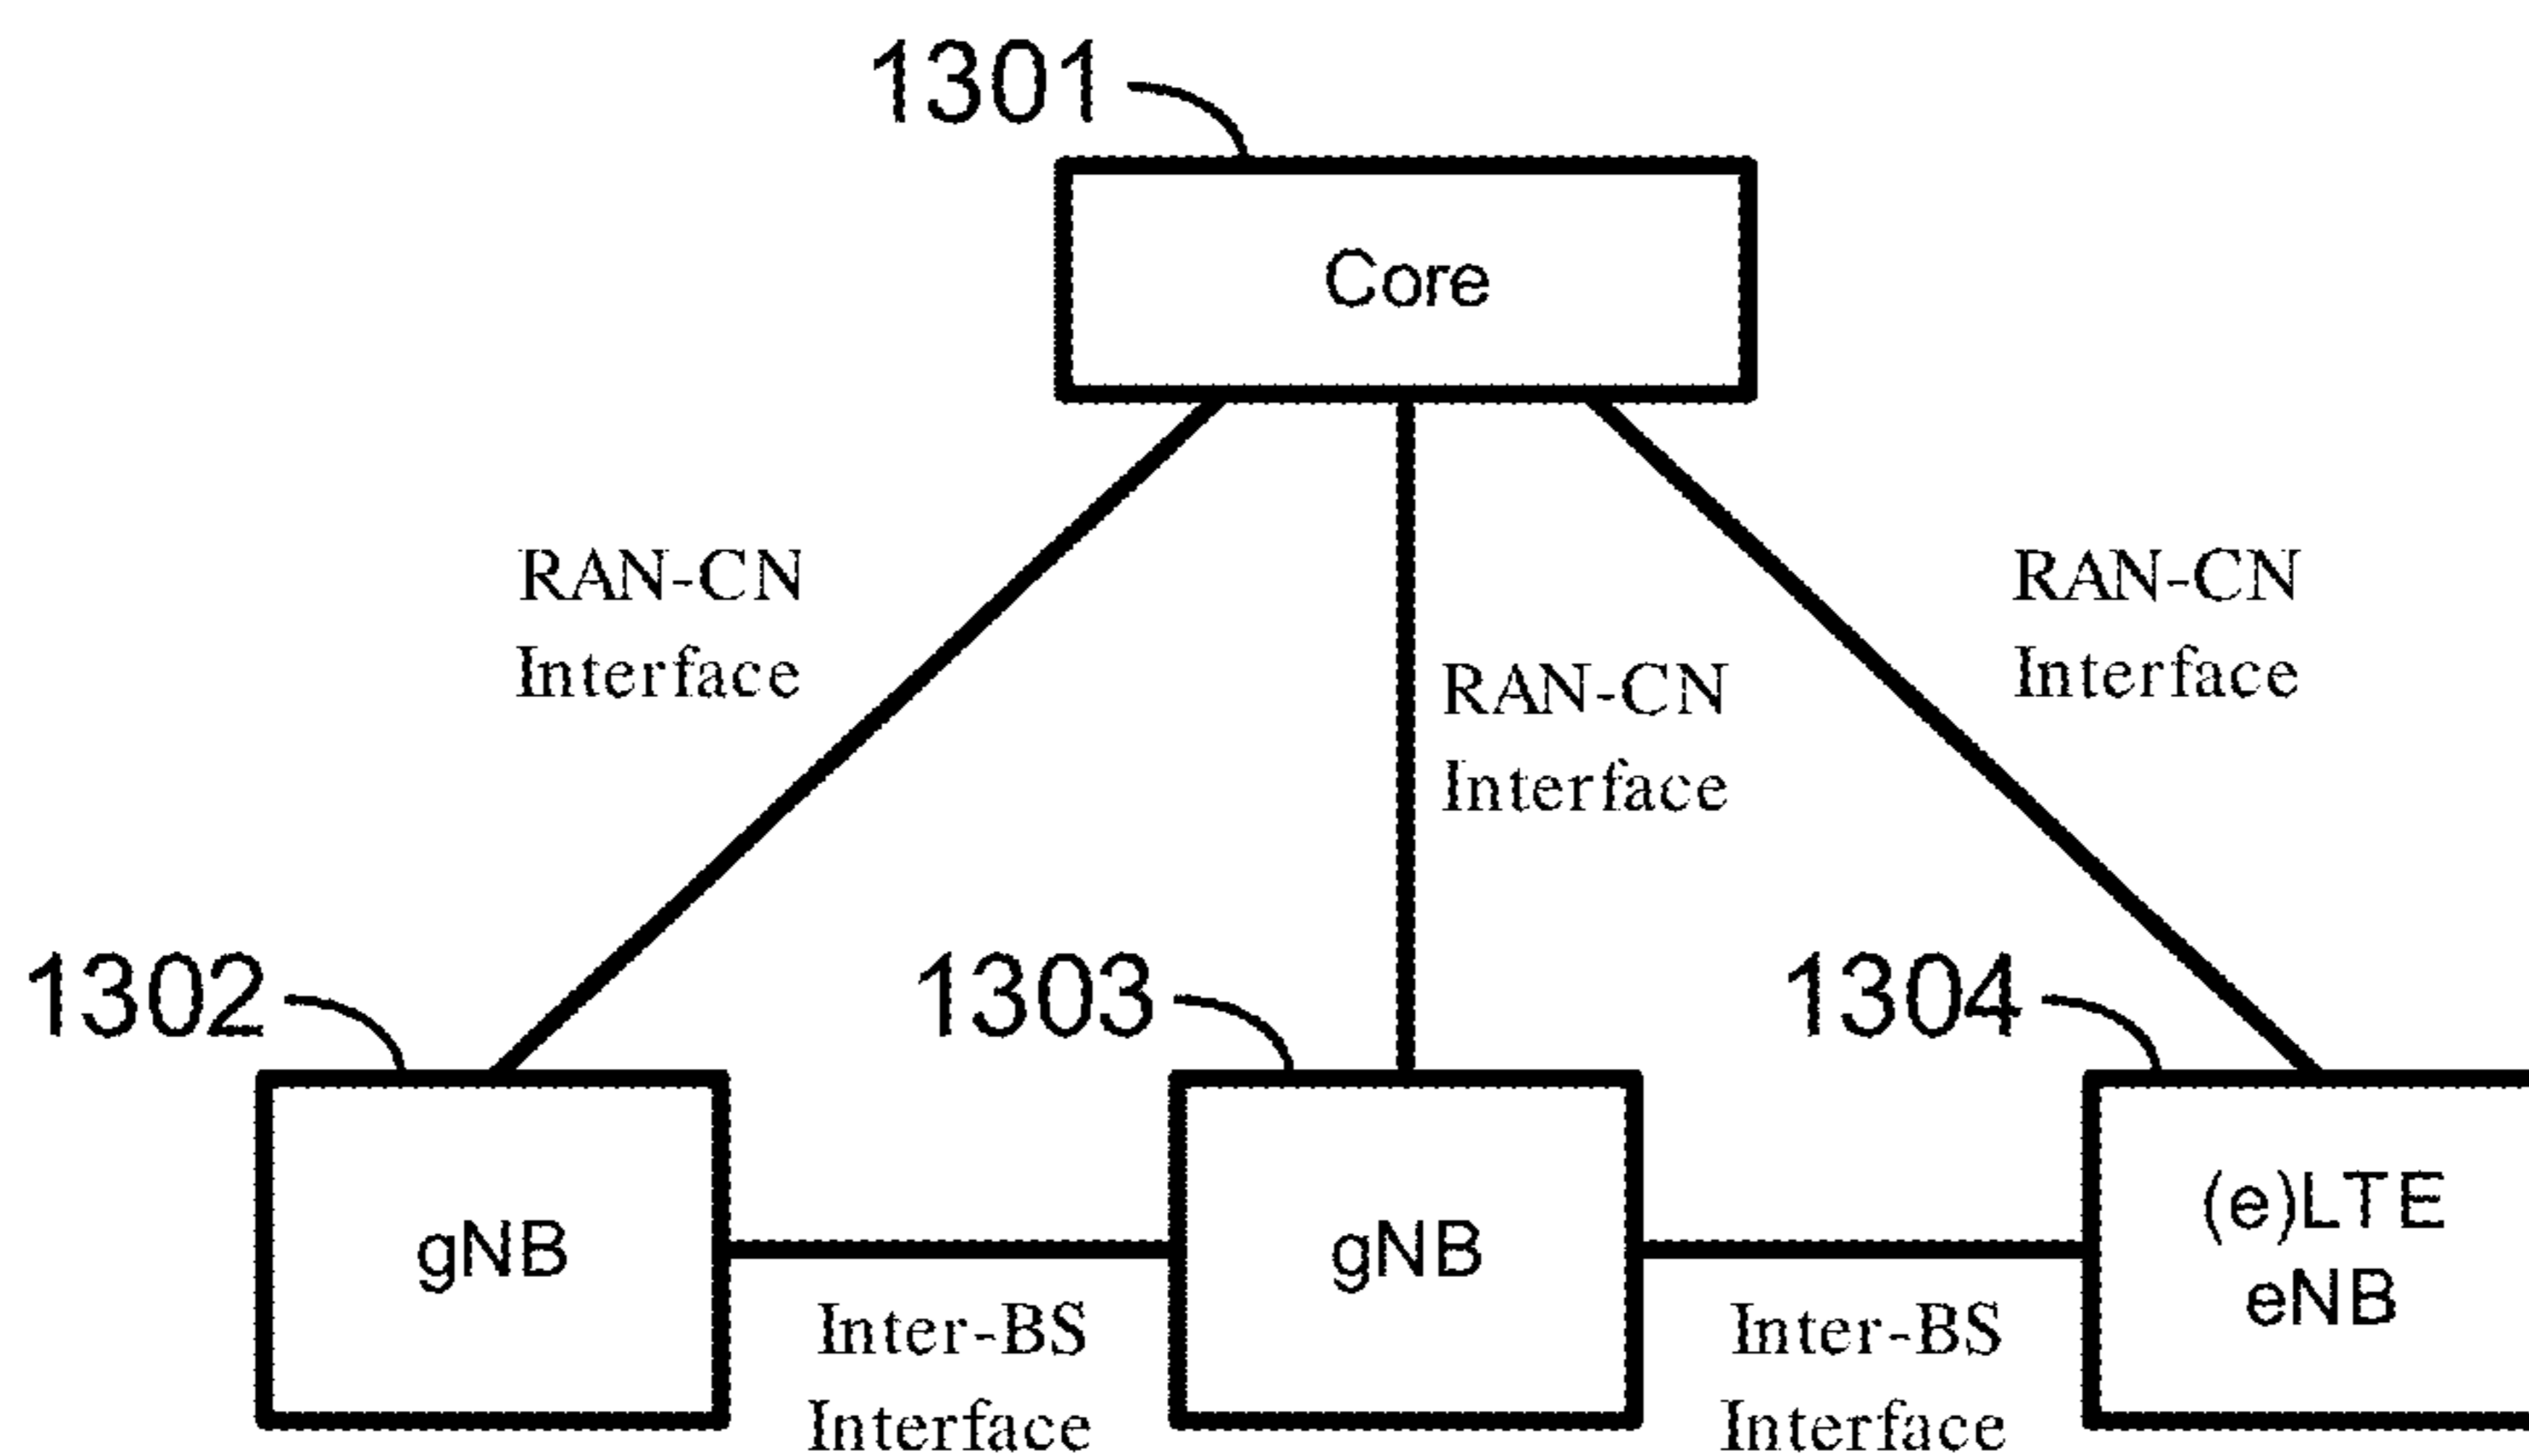 1301
Core
RAN-CN
Interface
RAN-CN
Interface
RAN-CN
Interface
1302
1303
1304
gNB
gNB
(e)LTE
eNB
Inter-BS
Interface
Inter-BS
Interface